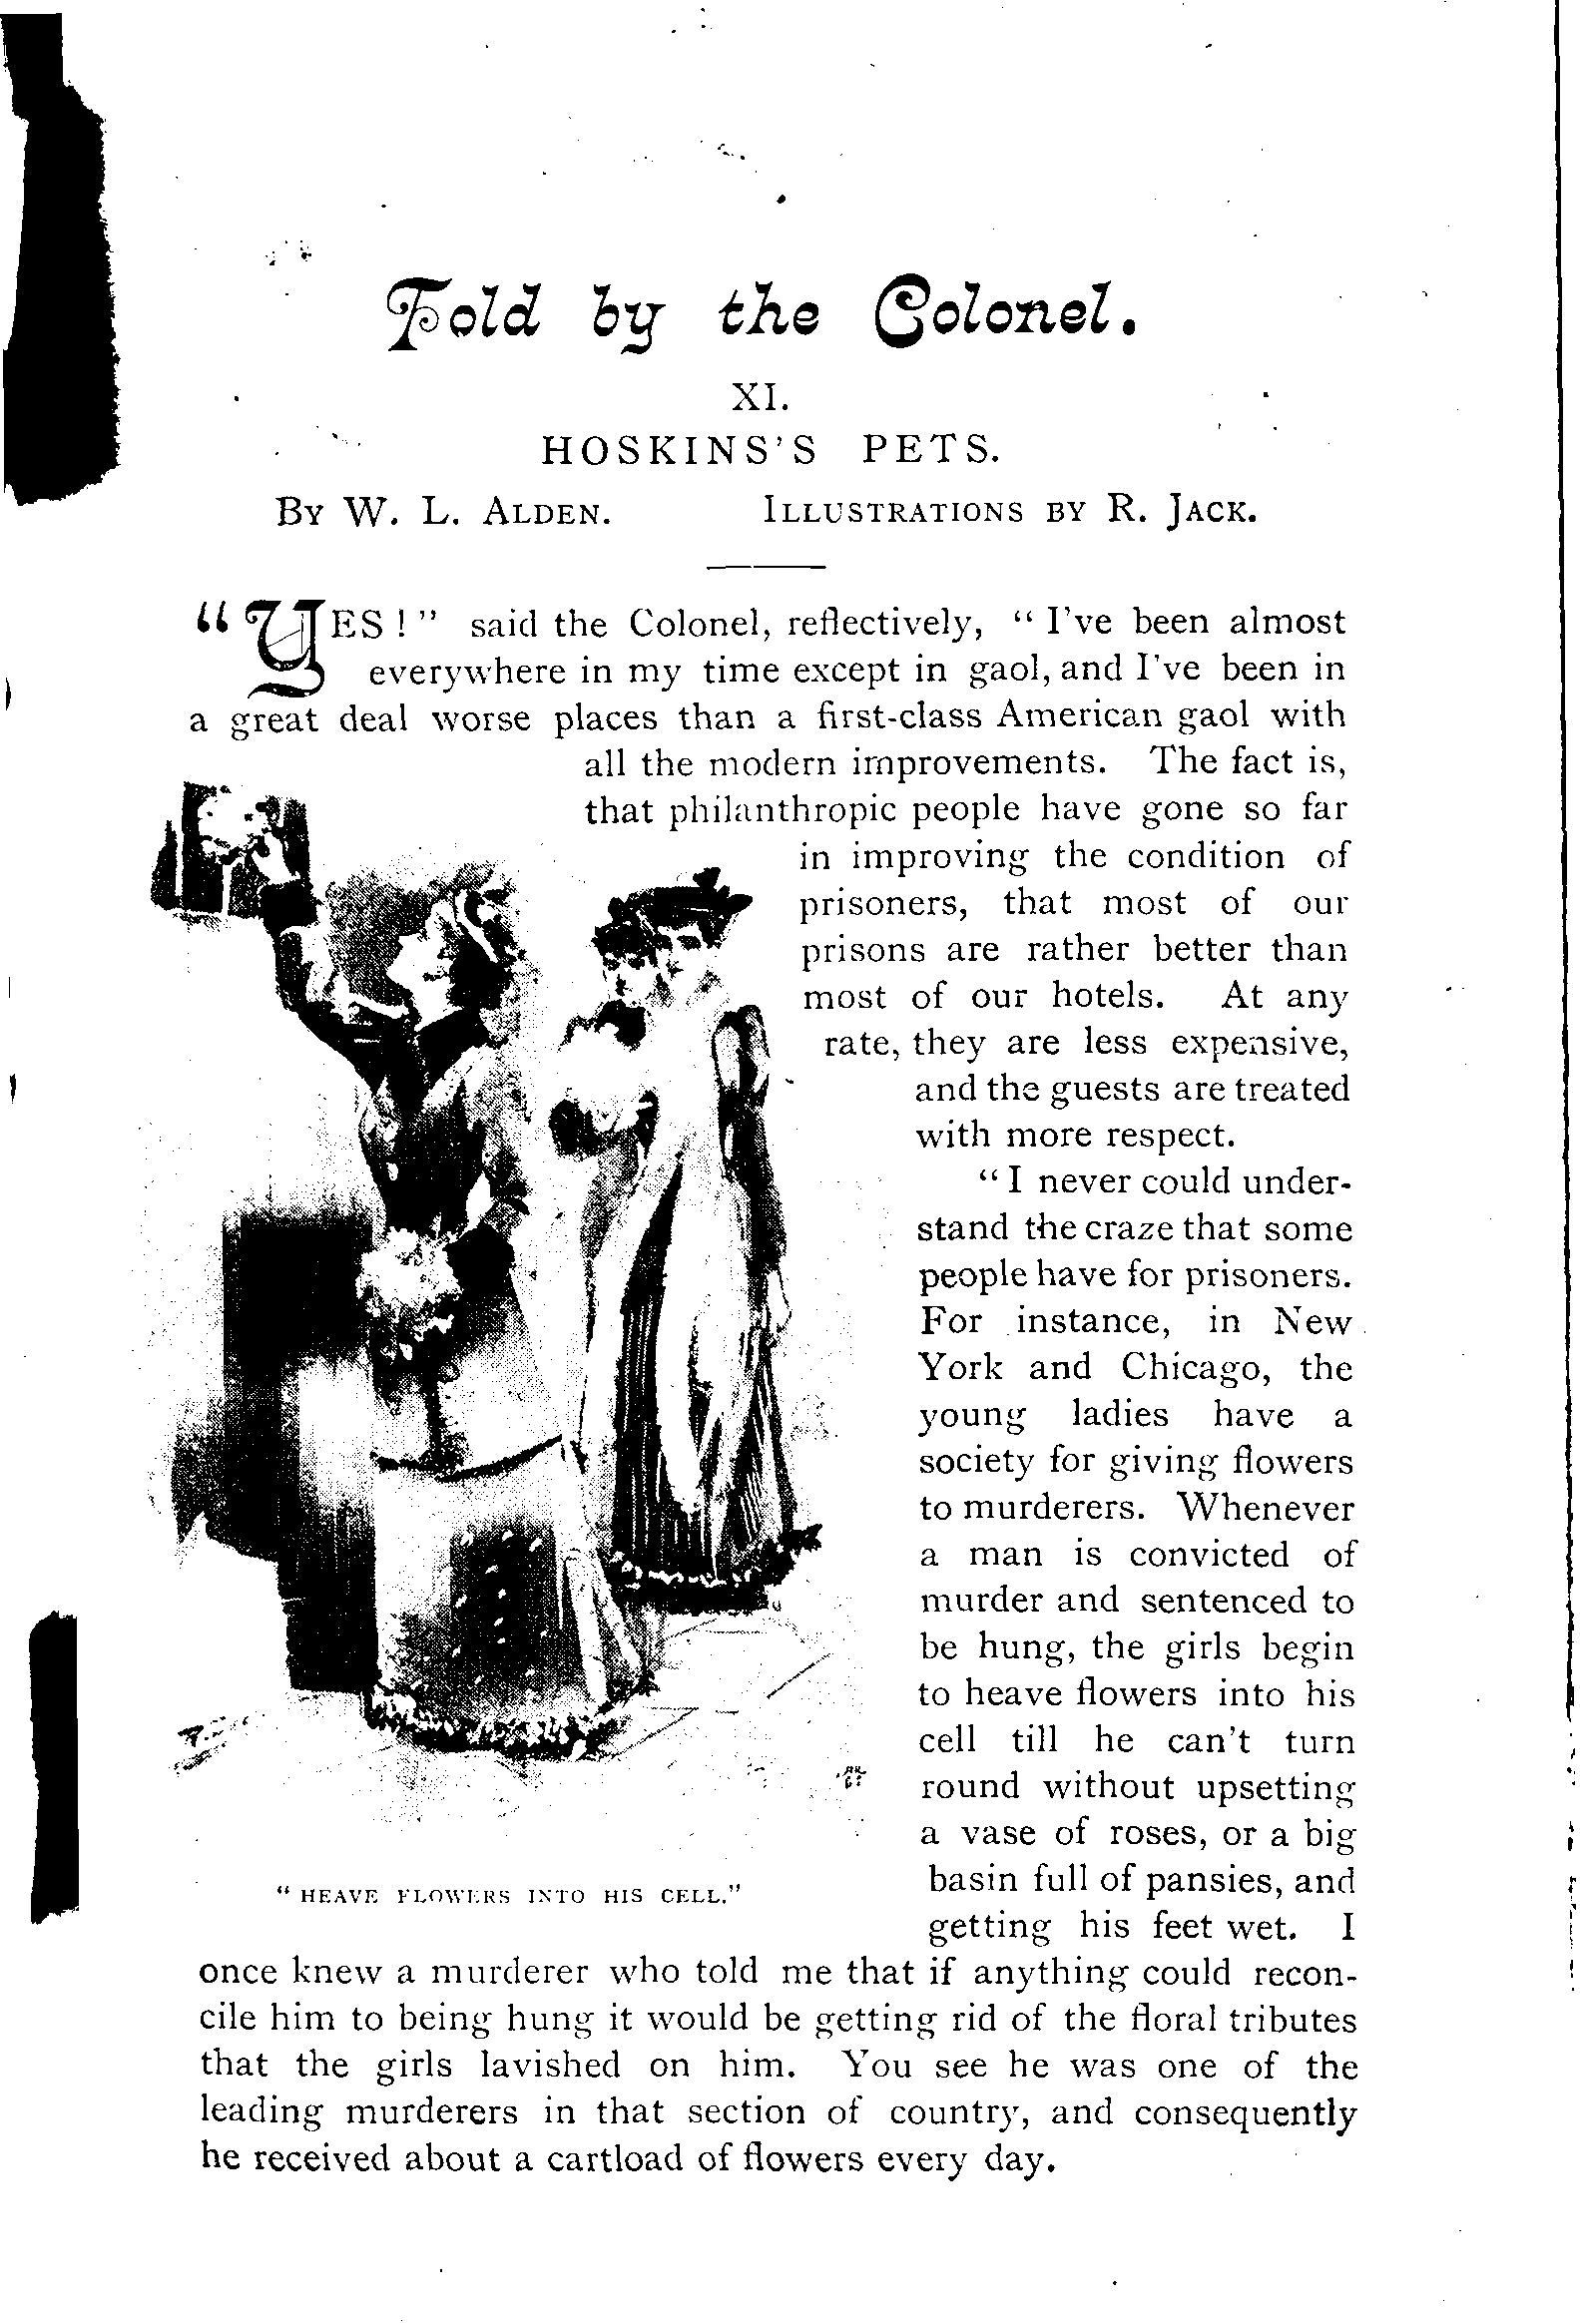 Told by the Colonel.
XI.
HOSKINS'S PETS.
BY W. L. ALDEN. ILLUSTRATIONS BY R. JACK.
"YES!" said the Colonel, reflectively, "I've been almost
everywhere in my time except in gaol, and I've been in
a great deal worse places than a first-class American gaol with
all the modern improvements. The fact is,
that philanthropic people have gone so far
in improving the condition of
prisoners, that most of our
prisons are rather better than
most of our hotels. At any
rate, they are less expensive,
and the guests are treated
with more respect.
"I never could under-
stand the craze that some
people have for prisoners.
For instance, in New
York and Chicago, the
young ladies have a
society for giving flowers
to murderers. Whenever
a man is convicted of
murder and sentenced to
be hung, the girls begin
to heave flowers into his
cell till he can't turn
round without upsetting
a vase of roses, or a big
basin full of pansies, and
getting his feet wet. I
"HEAVE FLOWERS INTO HIS CELL."
once knew a murderer who told me that if anything could recon-
cile him to being hung it would be getting rid of the floral tributes
that the girls lavished on him. You see he was one of the
leading murderers in that section of country, and consequently
he received about a cartload of flowers every day.